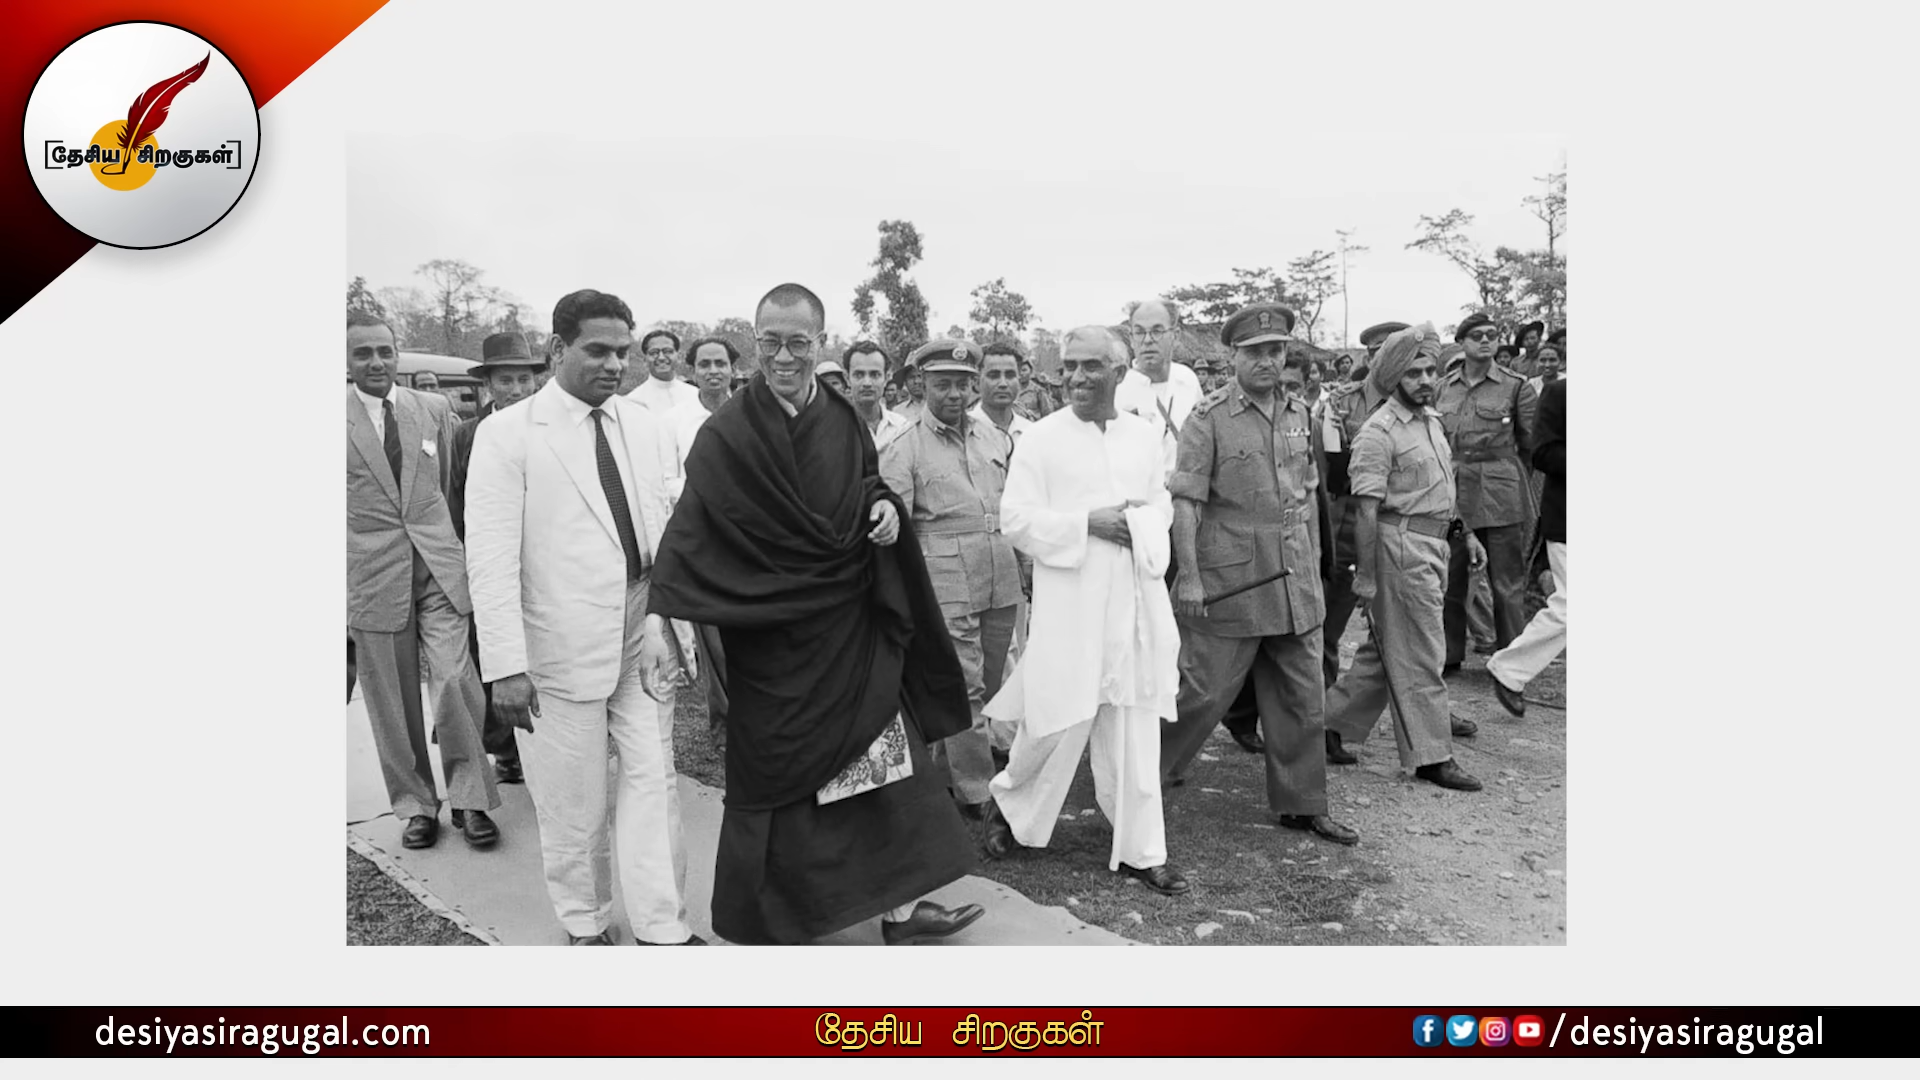 [தேசிய சிறகுகள்]
desiyasiragugal.com
தேசிய சிறகுகள்
/desiyasiragugal